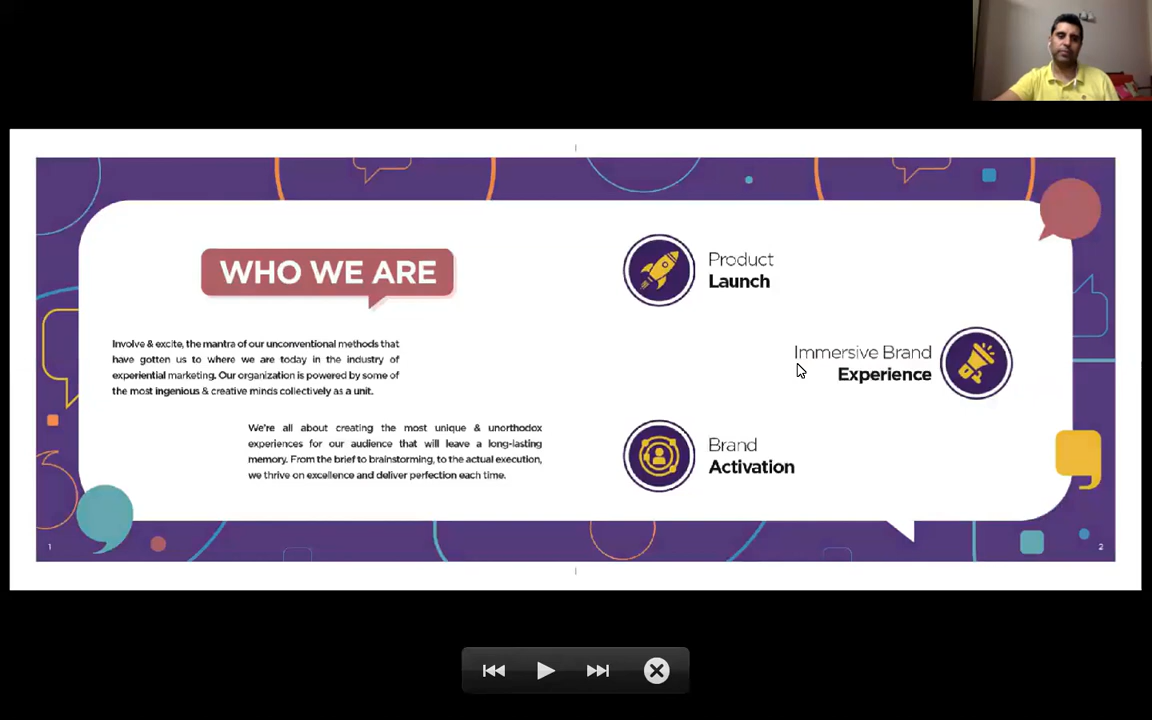 WHO WE ARE
Involve & excite, the mantra of our unconventional methods that
have gotten us to where we are today in the industry of
experiential marketing. Our organization is powered by some of
the most ingenious & creative minds collectively as a unit.
We're all about creating the most unique & unorthodox
experiences for our audience that will leave a long-lasting
memory. From the brief to brainstorming, to the actual execution,
we thrive on excellence and deliver perfection each time.
1
Product
Launch
Immersive Brand
Experience
Brand
Activation
2